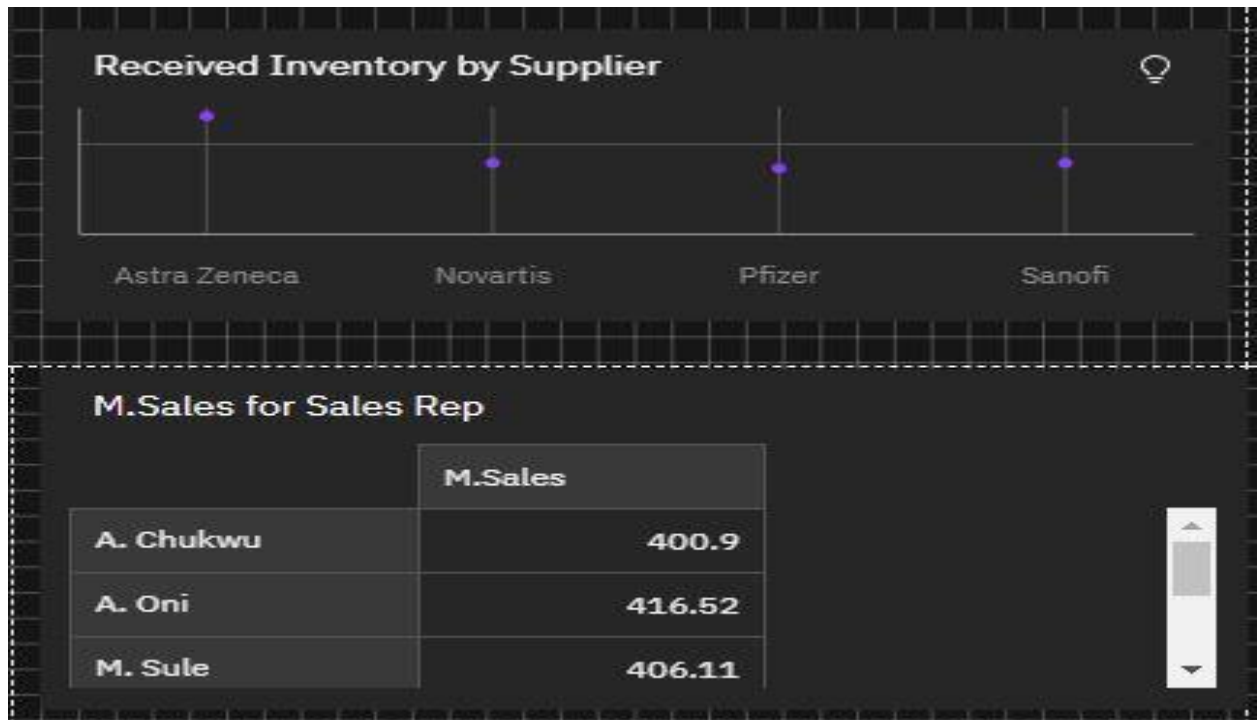 Received Inventory by Supplier
Astra Zeneca Novartis Pfizer Sanofi
M.Sales for Sales Rep
M.Sales
A. Chukwu 400.9
A. Oni 416.52
M. Sule 406.11